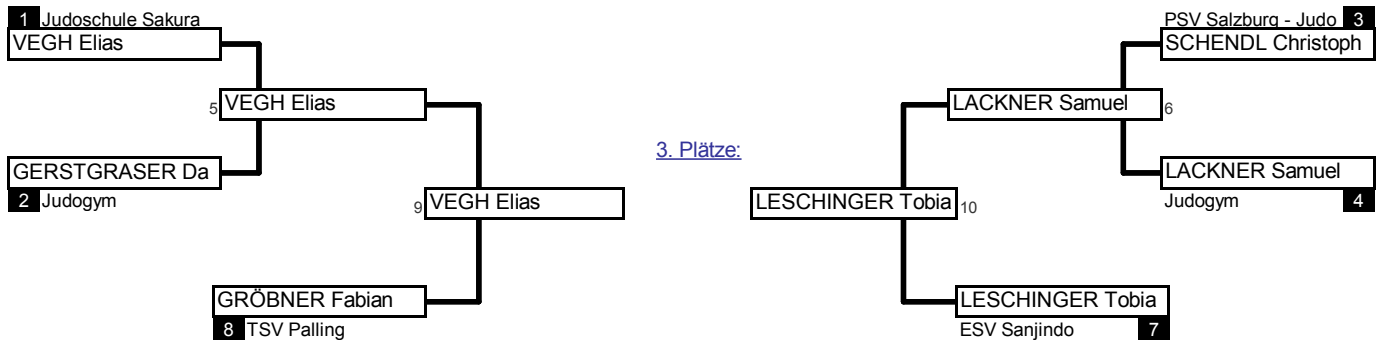 1 Judoschule Sakura
VEGH Elias
5 VEGH Elias
GERSTGRASER Da
2 Judogym
9 VEGH Elias
GRÖBNER Fabian
8 TSV Palling
3. Plätze:
PSV Salzburg - Judo 3
SCHENDL Christoph
LACKNER Samuel 6
LACKNER Samuel
Judogym 4
LESCHINGER Tobia 10
LESCHINGER Tobia
ESV Sanjindo 7